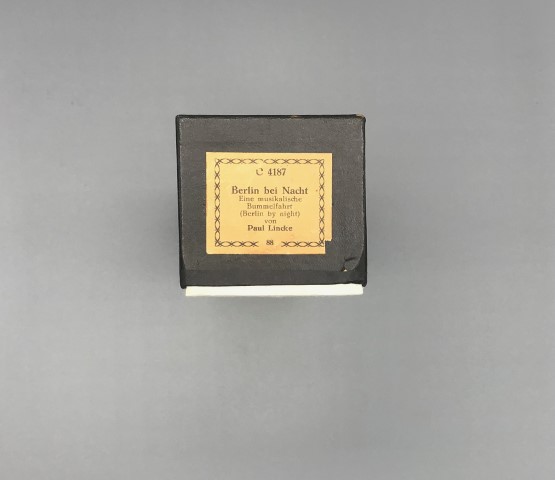 C 4187
Berlin bei Nacht
Eine musikalische
Bummelfahrt
(Berlin by night)
von
Paul Lincke
88